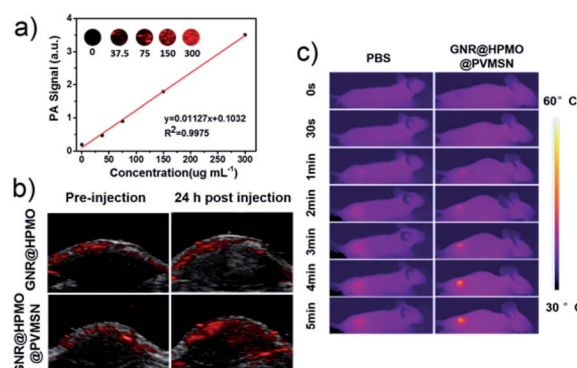 a)
PA Signal (a.u.)
4
3
2
1
0
0 37.5 75 150 300
y=0.01127x+0.1032
R²=0.9975
0 50 100 150 200 250 300
Concentration(ug mL⁻¹)
b)
Pre-injection 24 h post injection
GNR@HPMO
GNR@HPMO
@PVMSN
c)
PBS GNR@HPMO
@PVMSN
0s
30s
1min
2min
3min
4min
5min
60° C
30° C